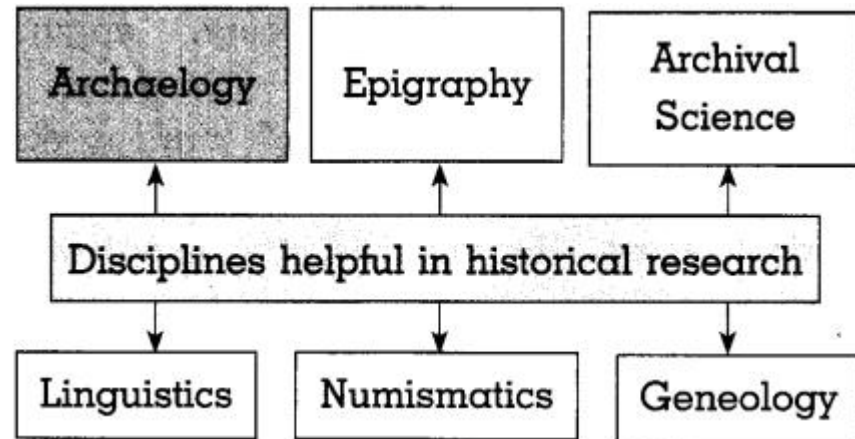 Archaelogy
Epigraphy
Archival
Science
Disciplines helpful in historical research
Linguistics
Numismatics
Geneology